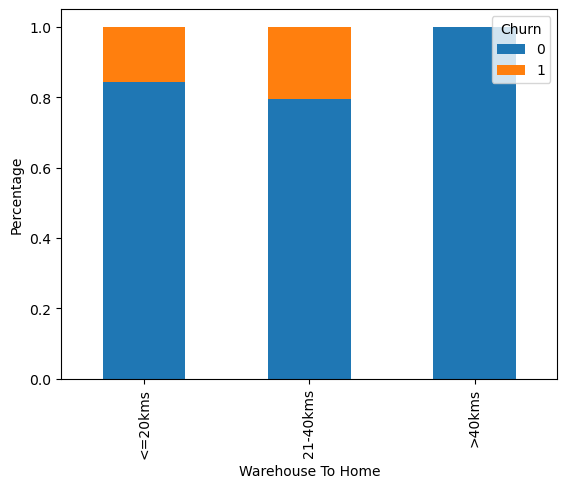 Churn
0
1
1.0
0.8
0.6
0.4
0.2
0.0
Percentage
<=20kms
21-40kms
>40kms
Warehouse To Home